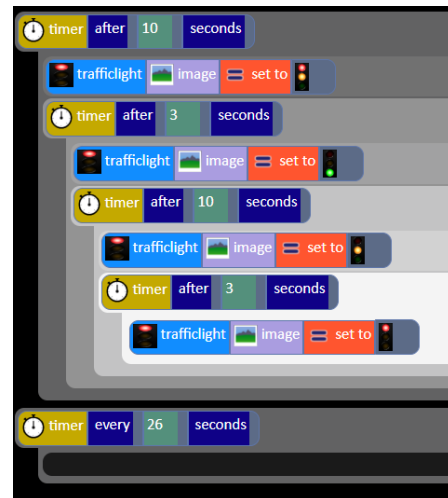 timer after 10 seconds
trafficlight image = set to
timer after 3 seconds
trafficlight image = set to
timer after 10 seconds
trafficlight image = set to
timer after 3 seconds
trafficlight image = set to
timer every 26 seconds